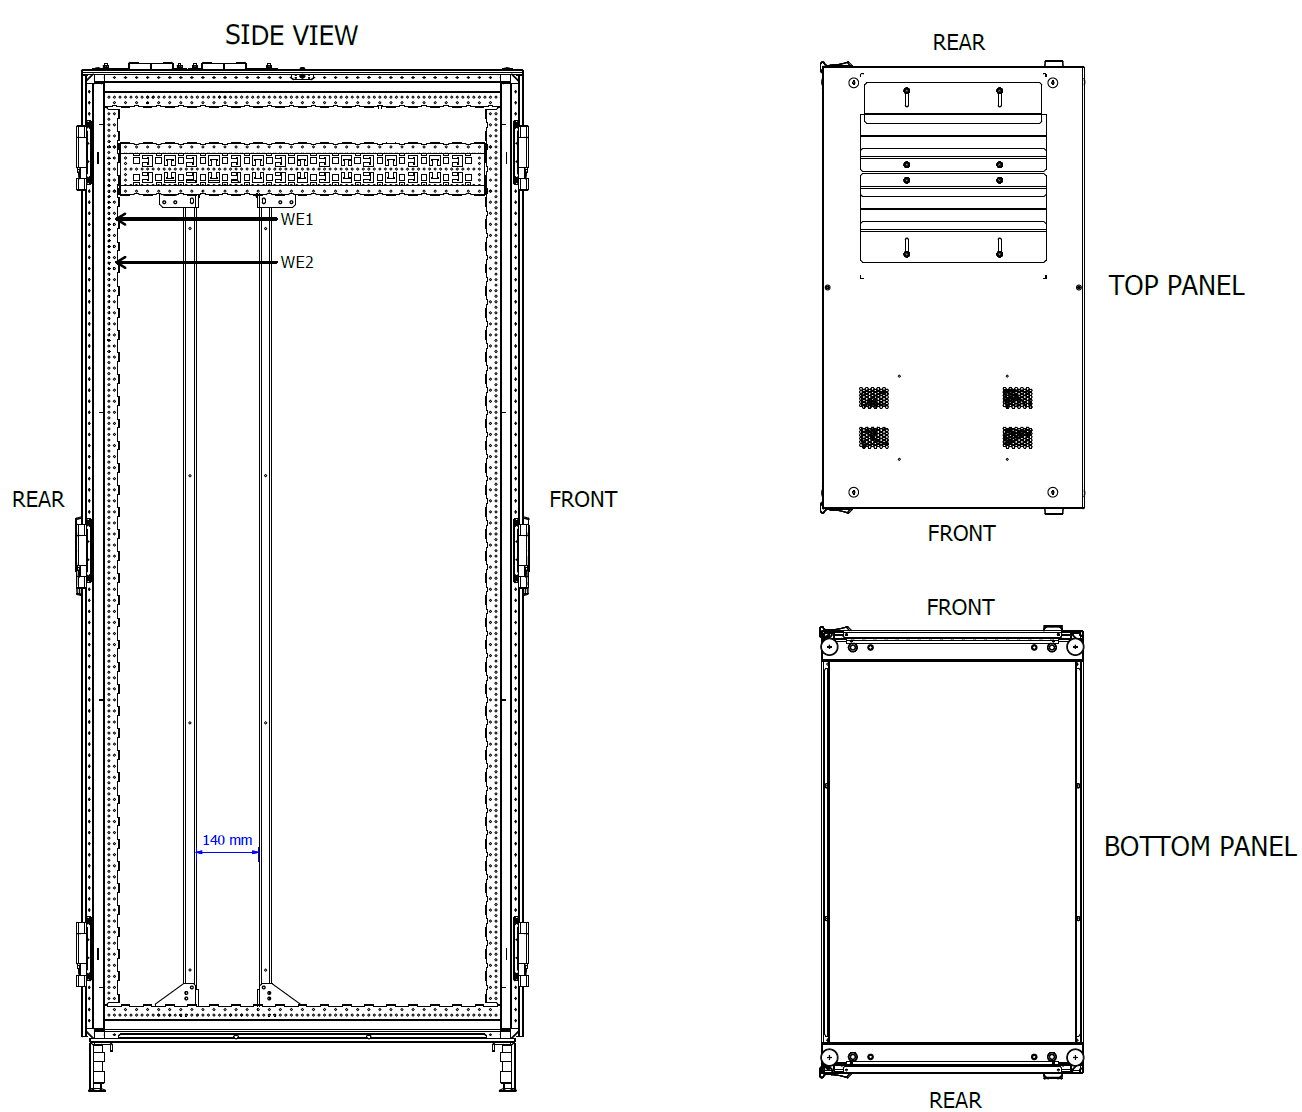 SIDE VIEW
WE1
WE2
REAR
FRONT
140 mm
REAR
TOP PANEL
FRONT
FRONT
BOTTOM PANEL
REAR